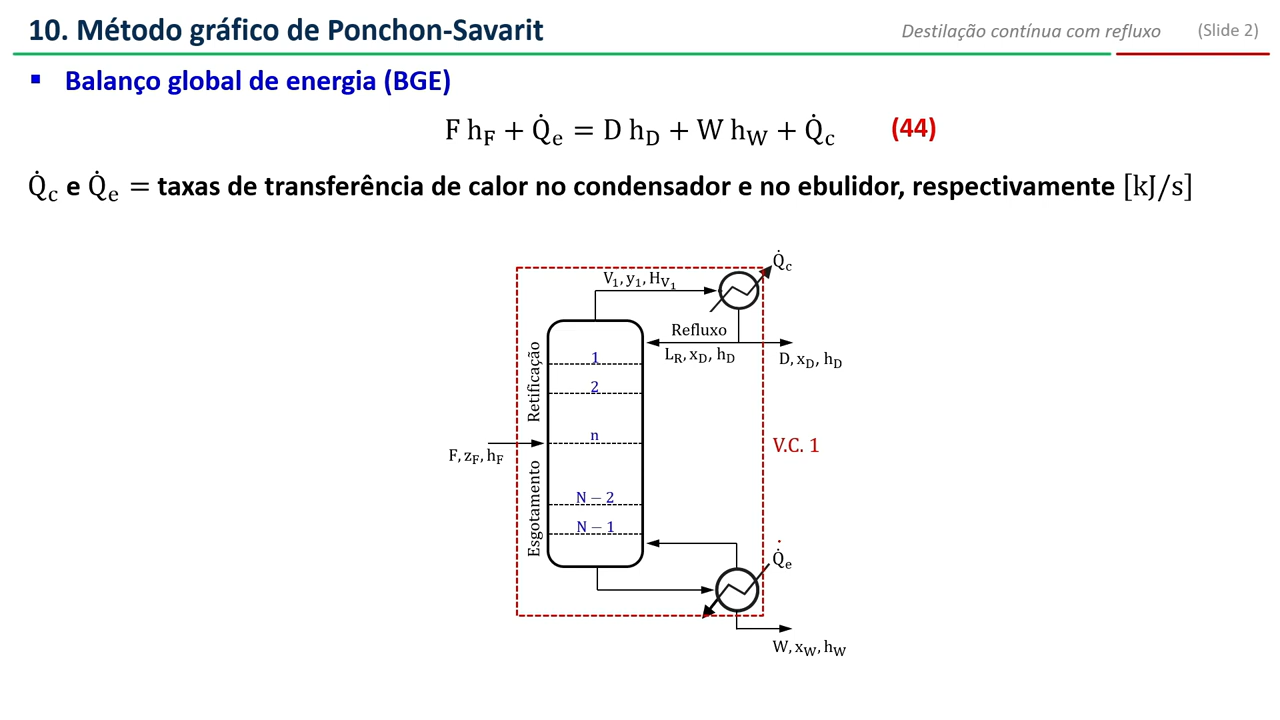 10. Método gráfico de Ponchon-Savarit
Destilação contínua com refluxo
(Slide 2)
▪ Balanço global de energia (BGE)
F h_F + Q̇_e = D h_D + W h_W + Q̇_c (44)
Q̇_c e Q̇_e = taxas de transferência de calor no condensador e no ebulidor, respectivamente [kJ/s]
Q̇_c
V₁, y₁, H_V₁
Refluxo
L_R, x_D, h_D
D, x_D, h_D
Retificação
1
2
n
F, z_F, h_F
V.C. 1
Esgotamento
N − 2
N − 1
Q̇_e
W, x_W, h_W